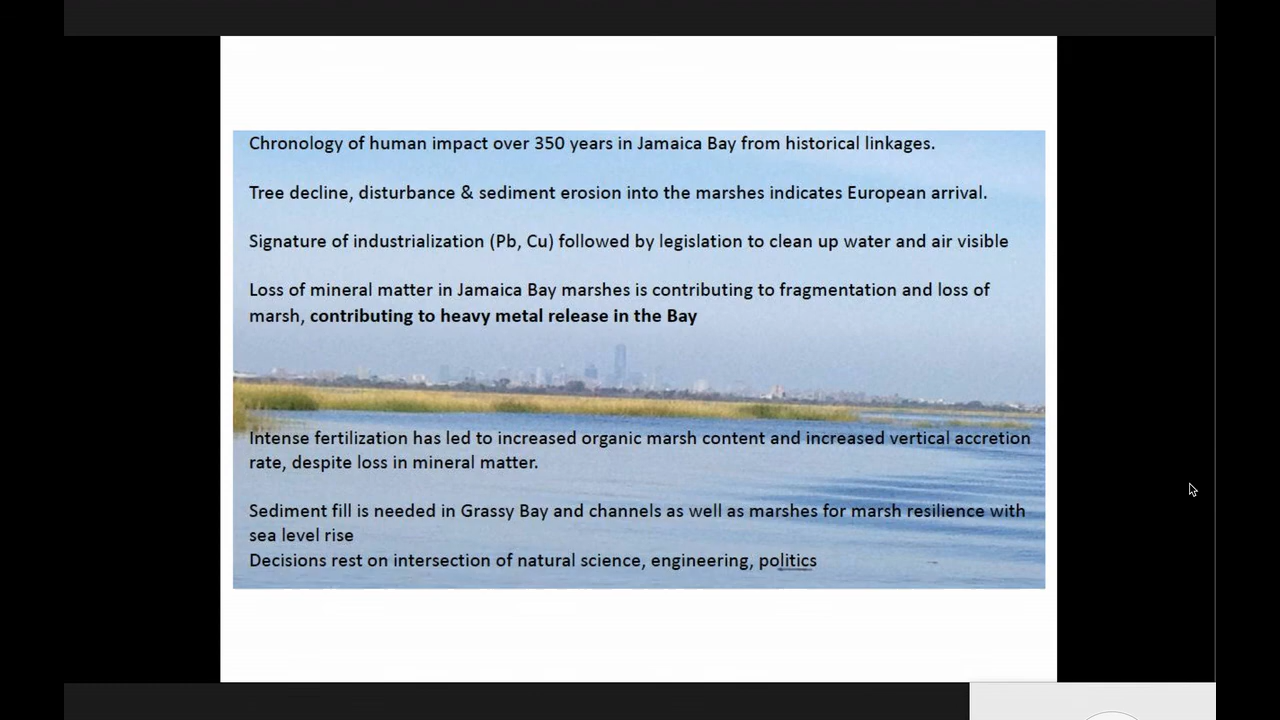 Chronology of human impact over 350 years in Jamaica Bay from historical linkages.
Tree decline, disturbance & sediment erosion into the marshes indicates European arrival.
Signature of industrialization (Pb, Cu) followed by legislation to clean up water and air visible
Loss of mineral matter in Jamaica Bay marshes is contributing to fragmentation and loss of
marsh, contributing to heavy metal release in the Bay
Intense fertilization has led to increased organic marsh content and increased vertical accretion
rate, despite loss in mineral matter.
Sediment fill is needed in Grassy Bay and channels as well as marshes for marsh resilience with
sea level rise
Decisions rest on intersection of natural science, engineering, politics